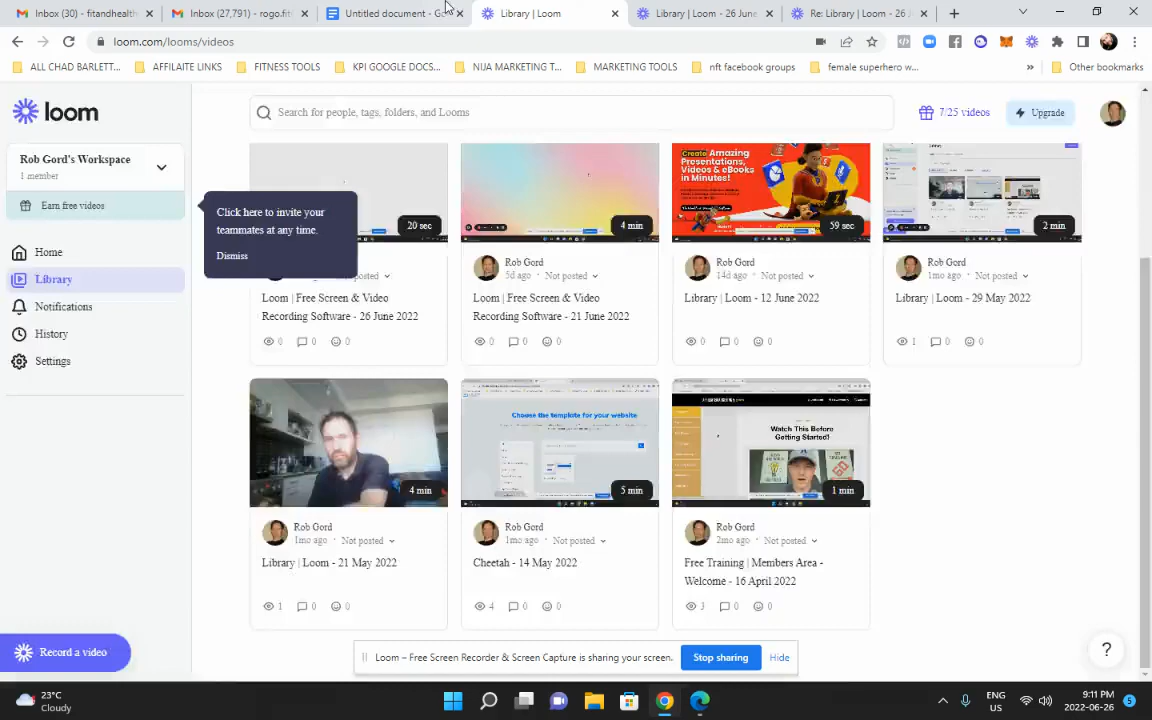 Inbox (30) - fitandhealth
Inbox (27,791) - rogo.fit
Untitled document - Go
Library | Loom
Library | Loom - 26 June
Re: Library | Loom - 26 J
loom.com/looms/videos
ALL CHAD BARLETT...
AFFILAITE LINKS
FITNESS TOOLS
KPI GOOGLE DOCS...
NUA MARKETING T...
MARKETING TOOLS
nft facebook groups
female superhero w...
»
Other bookmarks
loom
Search for people, tags, folders, and Looms
7/25 videos
Upgrade
Rob Gord's Workspace
1 member
Earn free videos
Click here to invite your
teammates at any time.
Dismiss
Home
Library
Notifications
History
Settings
20 sec
4 min
Create Amazing
Presentations,
Videos & eBooks
in Minutes!
59 sec
2 min
Rob Gord
5d ago · Not posted
Rob Gord
14d ago · Not posted
Rob Gord
1mo ago · Not posted
Loom | Free Screen & Video
Recording Software - 26 June 2022
Loom | Free Screen & Video
Recording Software - 21 June 2022
Library | Loom - 12 June 2022
Library | Loom - 29 May 2022
0 0 0
0 0 0
0 0 0
1 0 0
4 min
Choose the template for your website
5 min
Watch This Before
Getting Started!
1 min
Rob Gord
1mo ago · Not posted
Rob Gord
1mo ago · Not posted
Rob Gord
2mo ago · Not posted
Library | Loom - 21 May 2022
Cheetah - 14 May 2022
Free Training | Members Area -
Welcome - 16 April 2022
1 0 0
4 0 0
3 0 0
Record a video
Loom – Free Screen Recorder & Screen Capture is sharing your screen.
Stop sharing
Hide
?
23°C
Cloudy
ENG
US
9:11 PM
2022-06-26
5